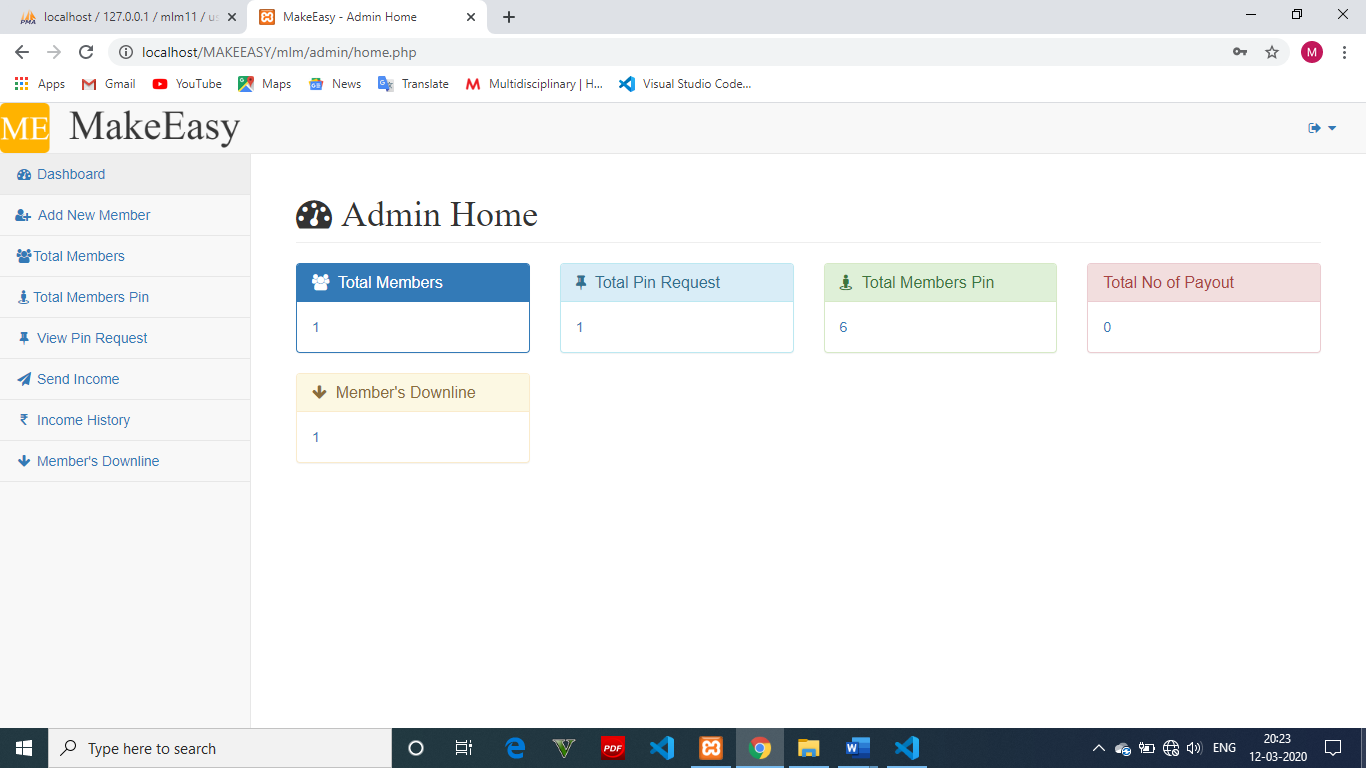 localhost / 127.0.0.1 / mlm11 / us
MakeEasy - Admin Home
localhost/MAKEEASY/mlm/admin/home.php
M
Apps
Gmail
YouTube
Maps
News
Translate
Multidisciplinary | H...
Visual Studio Code...
ME MakeEasy
Dashboard
Add New Member
Total Members
Total Members Pin
View Pin Request
Send Income
₹ Income History
Member's Downline
Admin Home
Total Members
1
Total Pin Request
1
Total Members Pin
6
Total No of Payout
0
Member's Downline
1
Type here to search
PDF
ENG
20:23
12-03-2020